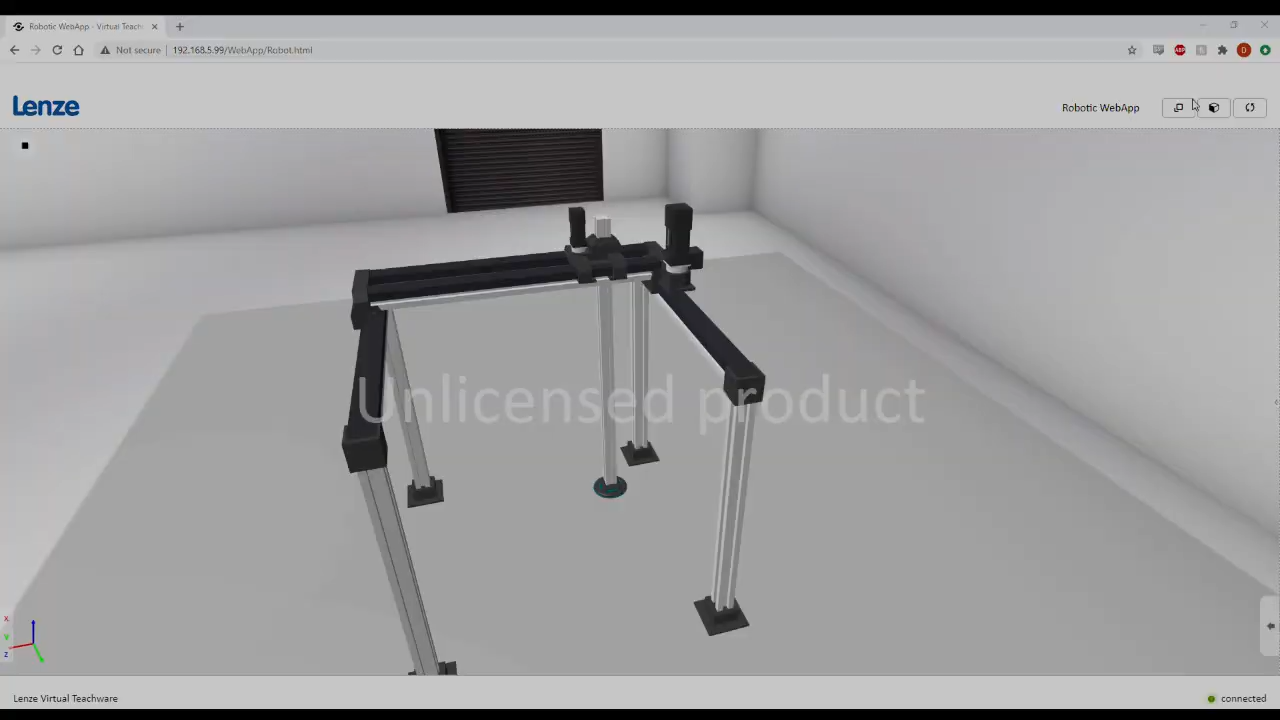 Robotic WebApp - Virtual Teach
Not secure
192.168.5.99/WebApp/Robot.html
ABP
D
Lenze
Robotic WebApp
Unlicensed product
X
Y
Z
Lenze Virtual Teachware
connected